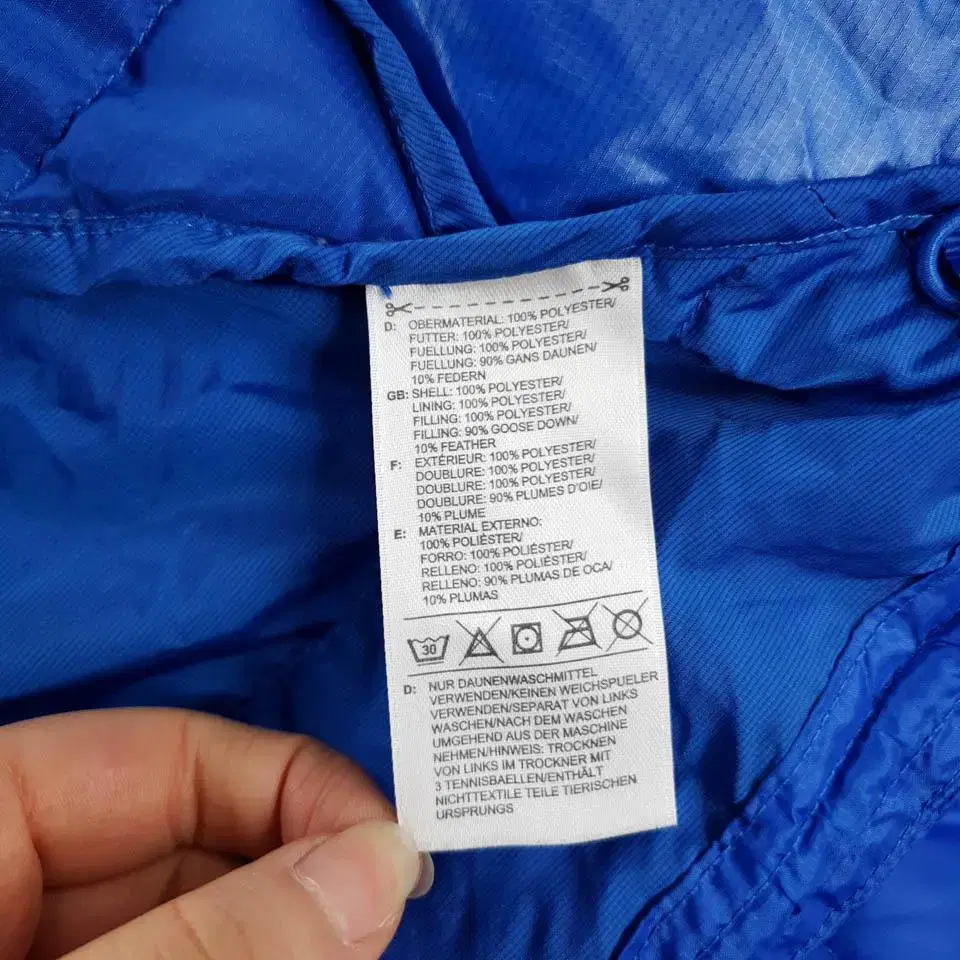 D: OBERMATERIAL: 100% POLYESTER/
FUTTER: 100% POLYESTER/
FUELLUNG: 100% POLYESTER/
FUELLUNG: 90% GANS DAUNEN/
10% FEDERN
GB: SHELL: 100% POLYESTER/
LINING: 100% POLYESTER/
FILLING: 100% POLYESTER/
FILLING: 90% GOOSE DOWN/
10% FEATHER
F: EXTÉRIEUR: 100% POLYESTER/
DOUBLURE: 100% POLYESTER/
DOUBLURE: 100% POLYESTER/
DOUBLURE: 90% PLUMES D'OIE/
10% PLUME
E: MATERIAL EXTERNO:
100% POLIÉSTER/
FORRO: 100% POLIÉSTER/
RELLENO: 100% POLIÉSTER/
RELLENO: 90% PLUMAS DE OCA/
10% PLUMAS
30
D: NUR DAUNENWASCHMITTEL
VERWENDEN/KEINEN WEICHSPUELER
VERWENDEN/SEPARAT VON LINKS
WASCHEN/NACH DEM WASCHEN
UMGEHEND AUS DER MASCHINE
NEHMEN/HINWEIS: TROCKNEN
VON LINKS IM TROCKNER MIT
3 TENNISBAELLEN/ENTHÄLT
NICHTTEXTILE TEILE TIERISCHEN
URSPRUNGS